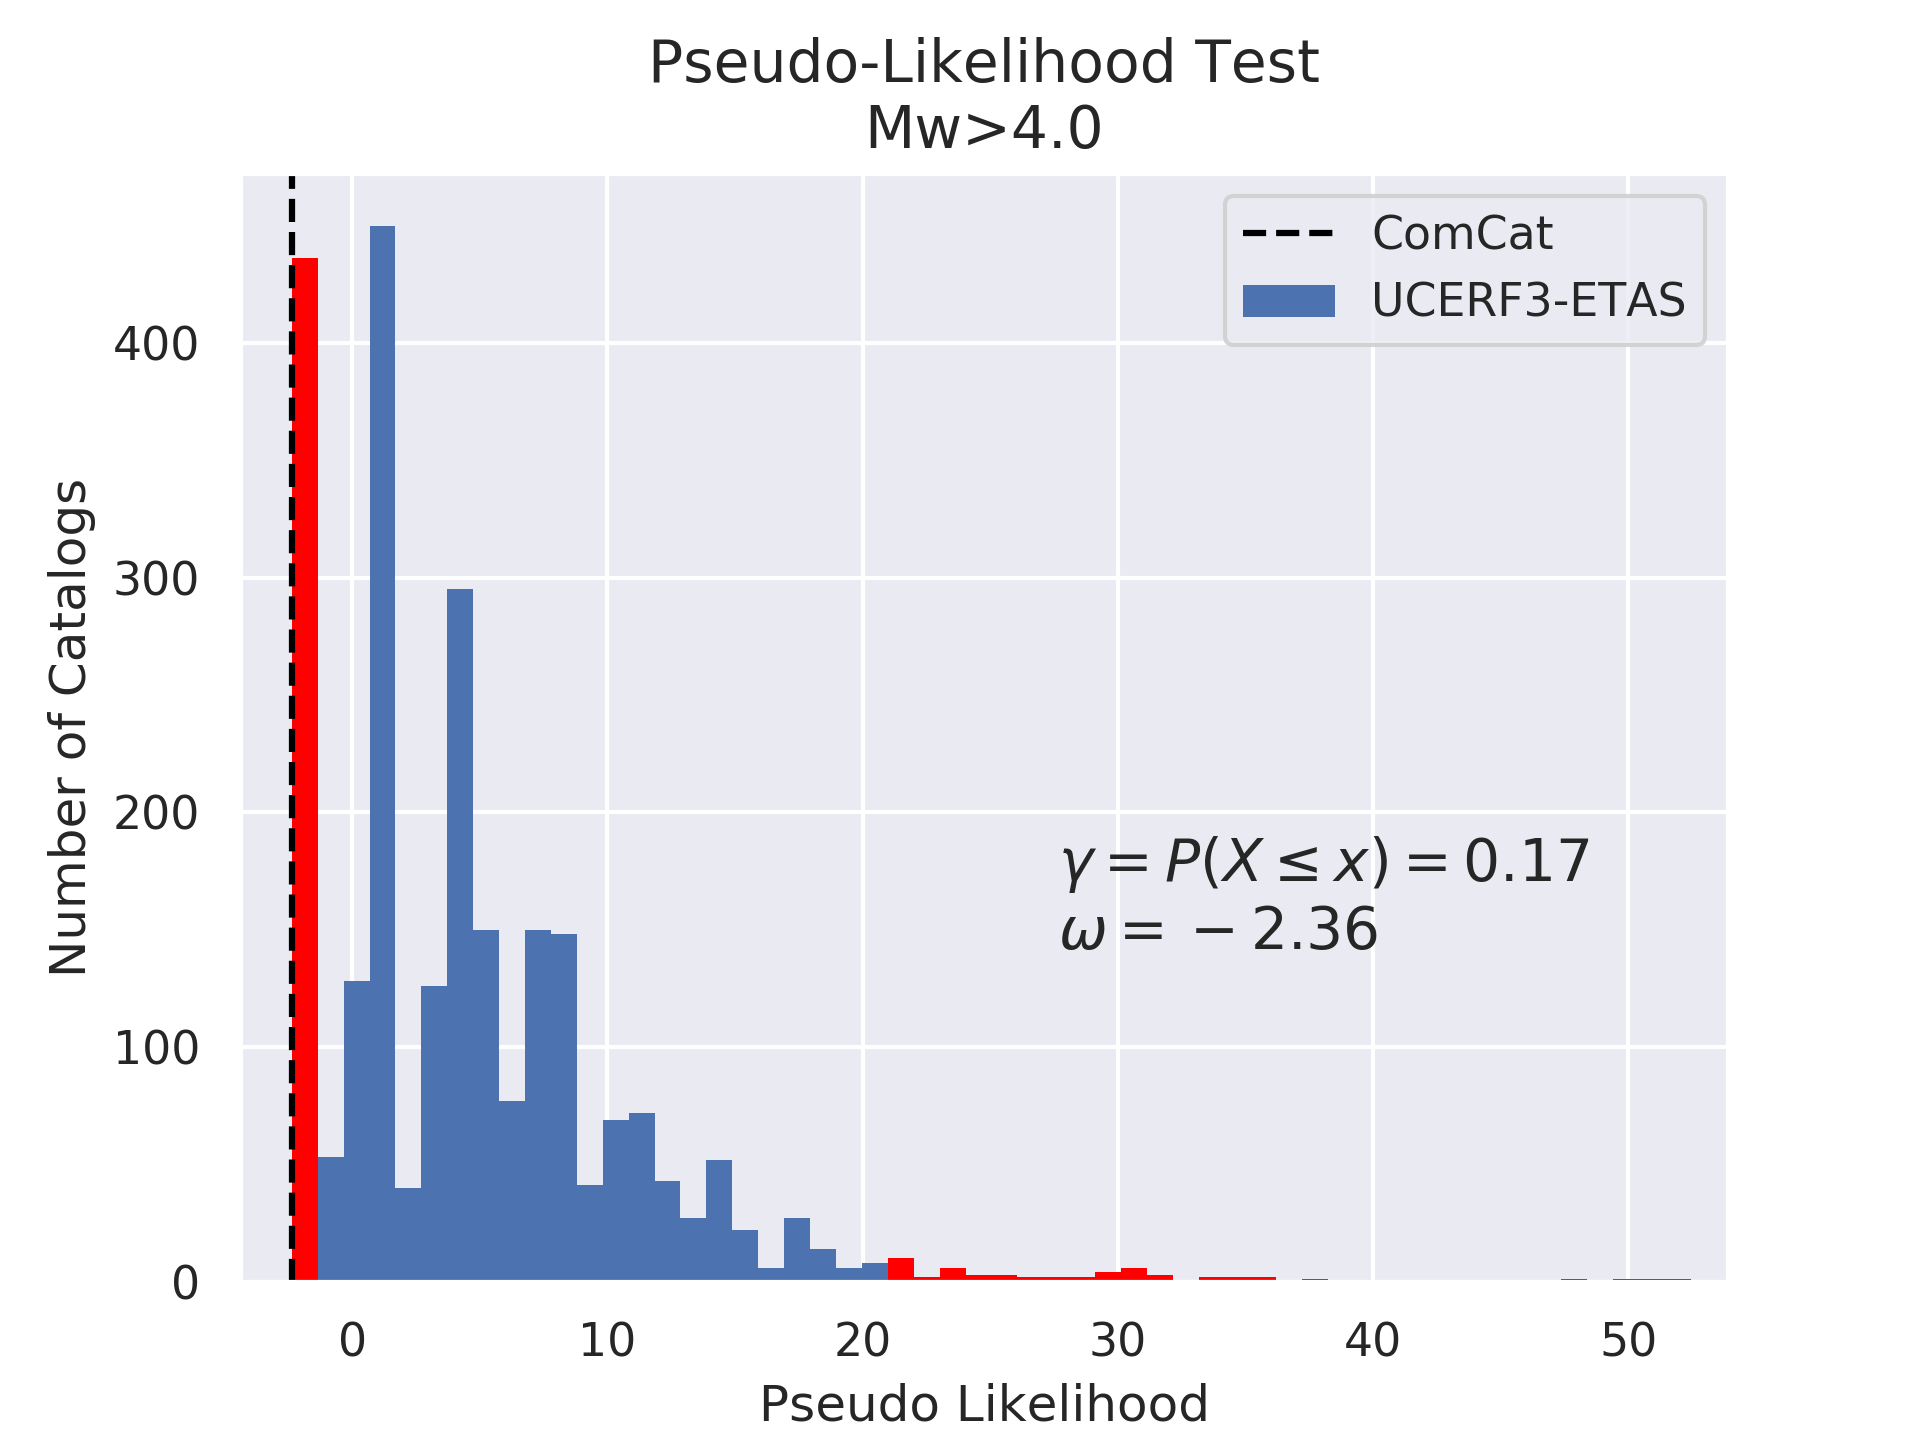 Pseudo-Likelihood Test
Mw>4.0
ComCat
UCERF3-ETAS
Number of Catalogs
400
300
200
100
0
γ = P(X ≤ x) = 0.17
ω = − 2.36
0 10 20 30 40 50
Pseudo Likelihood